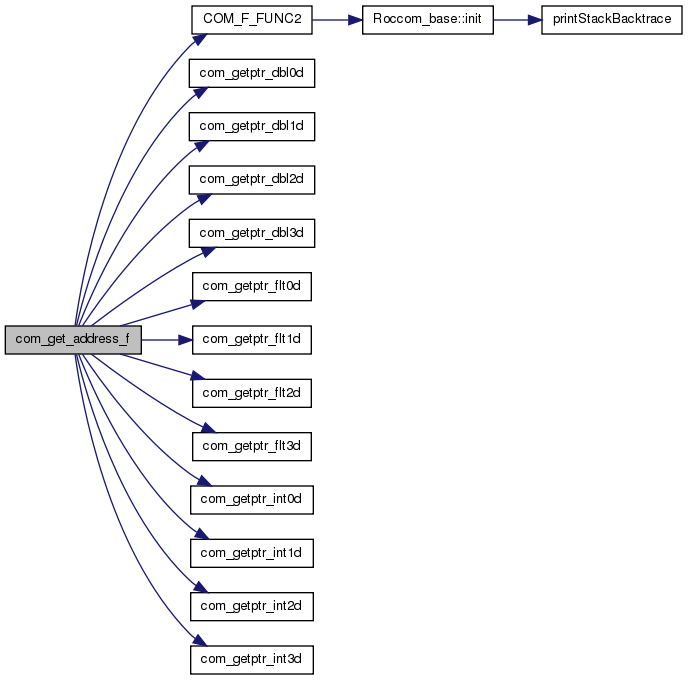 COM_F_FUNC2
Roccom_base::init
printStackBacktrace
com_getptr_dbl0d
com_getptr_dbl1d
com_getptr_dbl2d
com_getptr_dbl3d
com_getptr_flt0d
com_get_address_f
com_getptr_flt1d
com_getptr_flt2d
com_getptr_flt3d
com_getptr_int0d
com_getptr_int1d
com_getptr_int2d
com_getptr_int3d